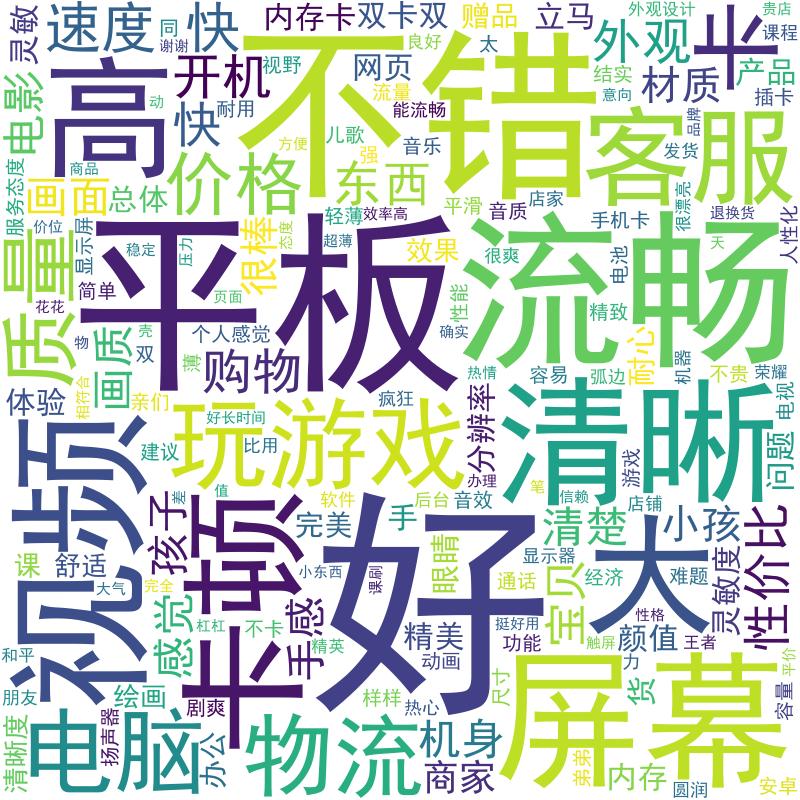 灵敏
速度
同
快
谢谢
内存卡
双卡双
赠品
立马
外观设计
贵店
课程
良好
太
外观
卡
电影
高
开机
视野
网页
不错
流量
结实
意向
材质
产品
插卡
快
耐用
动
能流畅
儿歌
音乐
强
客服
品牌
发货
服务态度
商品
画面
总体
价格
方便
东西
平滑
音质
店家
很漂亮
手机卡
退换货
人性化
价位
显示屏
稳定
压力
很棒
轻薄
效率高
态度
超薄
效果
很爽
电池
天
质量
花花
简单
页面
平板
流畅
性能
精致
确实
壳
双
画质
个人感觉
薄
购物
热情
容易
弧边
耐心
机器
不贵
荣耀
电视
体验
相符合
亲们
好长时间
疯狂
分辨率
清晰
问题
建议
比用
玩游戏
办理
笔
信赖
游戏
店铺
视频
差
值
软件
后台
音效
孩子
卡顿
完美
手
清楚
小孩
灵敏度
性价比
课
舒适
大气
完全
小东西
课刷
好
眼睛
显示器
通话
经济
大
难题
感觉
杠杠
不卡
手感
精英
精美
动画
挺好用
功能
宝贝
触屏
颜值
性格
王者
和平
朋友
绘画
剧爽
样样
热心
尺寸
屏幕
力
货
容量
平价
清晰度
电脑
扬声器
办公
物流
机身
商家
弟弟
内存
圆润
安卓